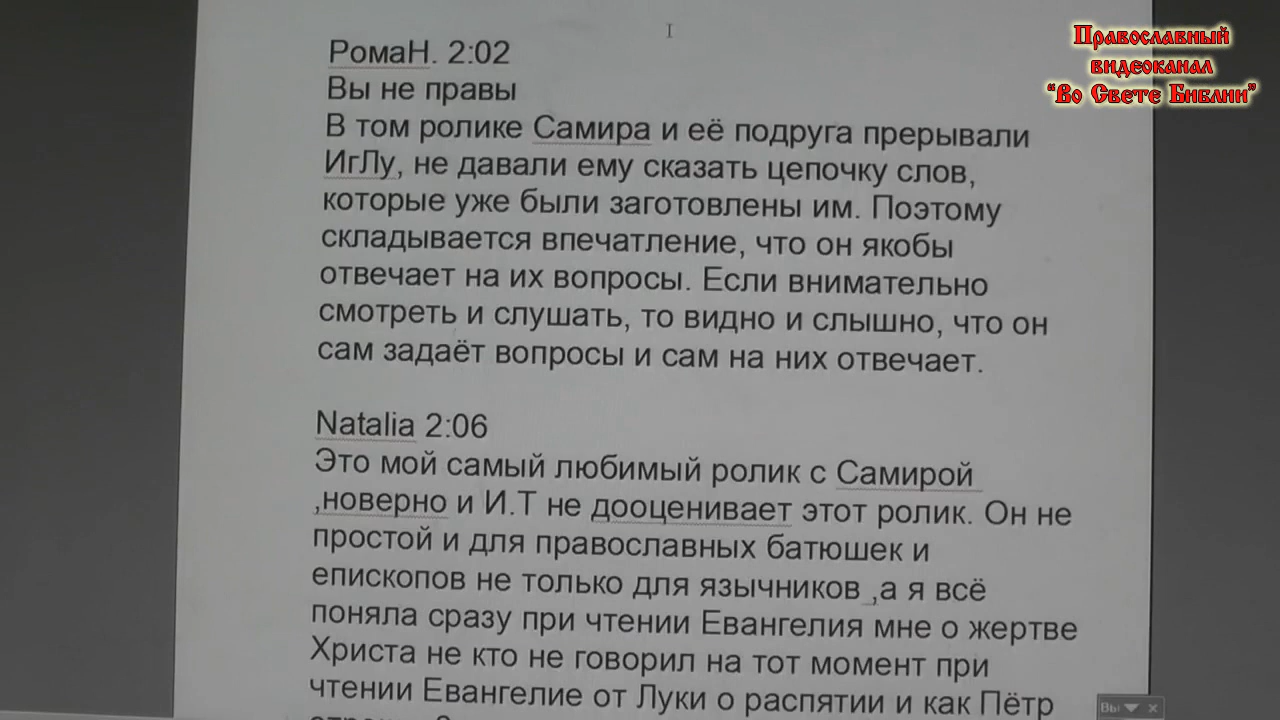 Православный
видеоканал
“Во Свете Библии”
РомаН. 2:02
Вы не правы
В том ролике Самира и её подруга прерывали
ИгЛу, не давали ему сказать цепочку слов,
которые уже были заготовлены им. Поэтому
складывается впечатление, что он якобы
отвечает на их вопросы. Если внимательно
смотреть и слушать, то видно и слышно, что он
сам задаёт вопросы и сам на них отвечает.
Natalia 2:06
Это мой самый любимый ролик с Самирой
,новерно и И.Т не дооценивает этот ролик. Он не
простой и для православных батюшек и
епископов не только для язычников ,а я всё
поняла сразу при чтении Евангелия мне о жертве
Христа не кто не говорил на тот момент при
чтении Евангелие от Луки о распятии и как Пётр
Вы